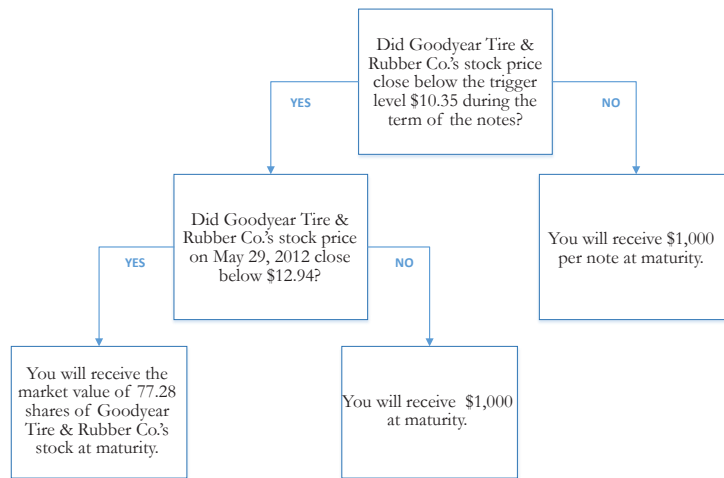 Did Goodyear Tire &
Rubber Co.'s stock price
close below the trigger
level $10.35 during the
term of the notes?
YES
NO
Did Goodyear Tire &
Rubber Co.'s stock price
on May 29, 2012 close
below $12.94?
You will receive $1,000
per note at maturity.
YES
NO
You will receive the
market value of 77.28
shares of Goodyear
Tire & Rubber Co.'s
stock at maturity.
You will receive $1,000
at maturity.